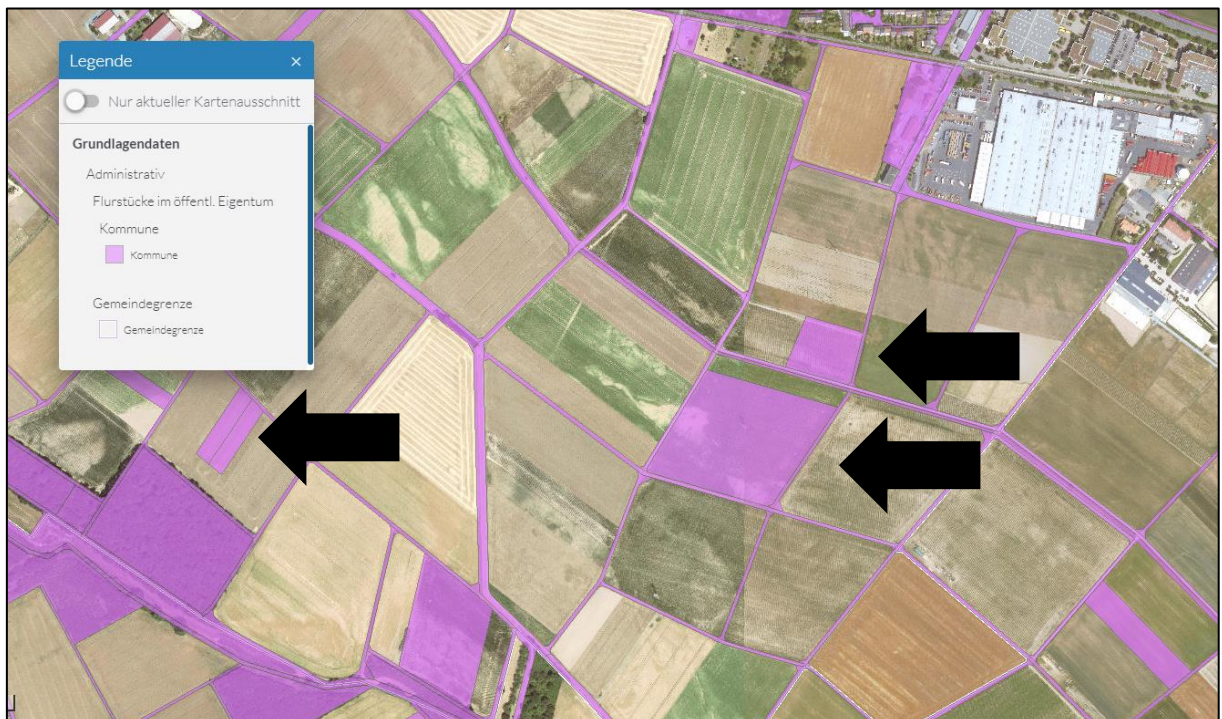 Legende ×
Nur aktueller Kartenausschnitt
Grundlagendaten
Administrativ
Flurstücke im öffentl. Eigentum
Kommune
Kommune
Gemeindegrenze
Gemeindegrenze